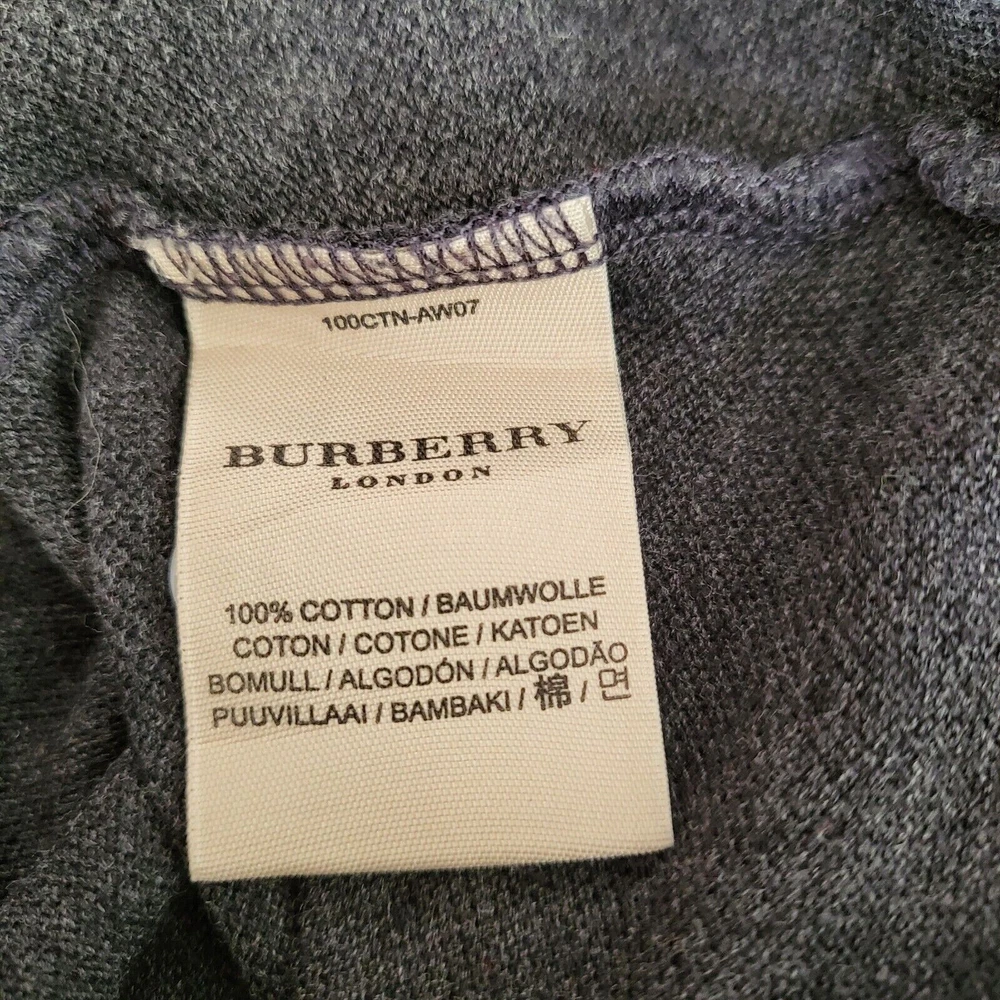 100CTN-AW07
BURBERRY
LONDON
100% COTTON / BAUMWOLLE
COTON / COTONE / KATOEN
BOMULL / ALGODÓN / ALGODÃO
PUUVILLAAI / BAMBAKI / 棉 / 면